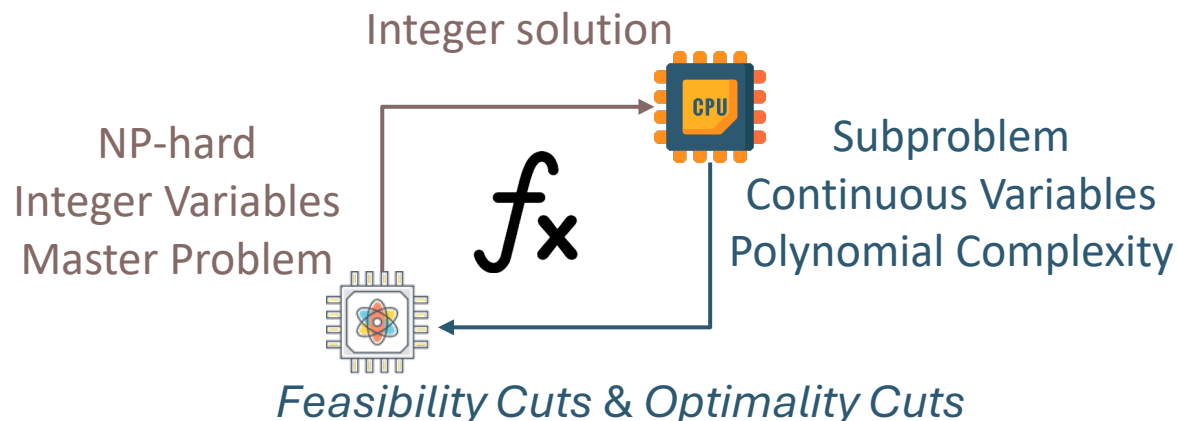 Integer solution
CPU
NP-hard
Integer Variables
Master Problem
fx
Subproblem
Continuous Variables
Polynomial Complexity
Feasibility Cuts & Optimality Cuts